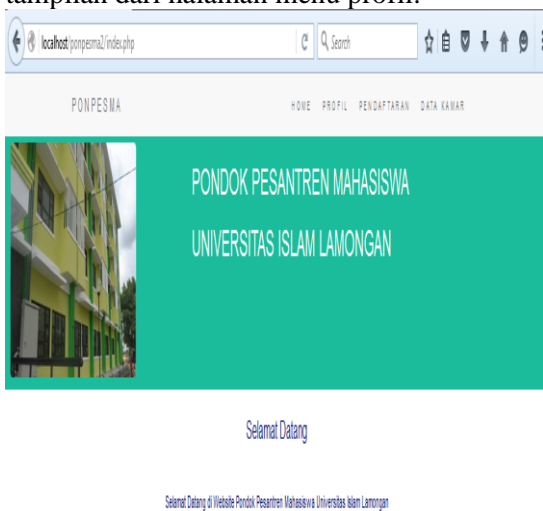 tampilan dari halaman menu profil.
localhost/ponpesma2/index.php
Search
PONPESMA
HOME PROFIL PENDAFTARAN DATA KAMAR
PONDOK PESANTREN MAHASISWA
UNIVERSITAS ISLAM LAMONGAN
Selamat Datang
Selamat Datang di Website Pondok Pesantren Mahasiswa Universitas Islam Lamongan